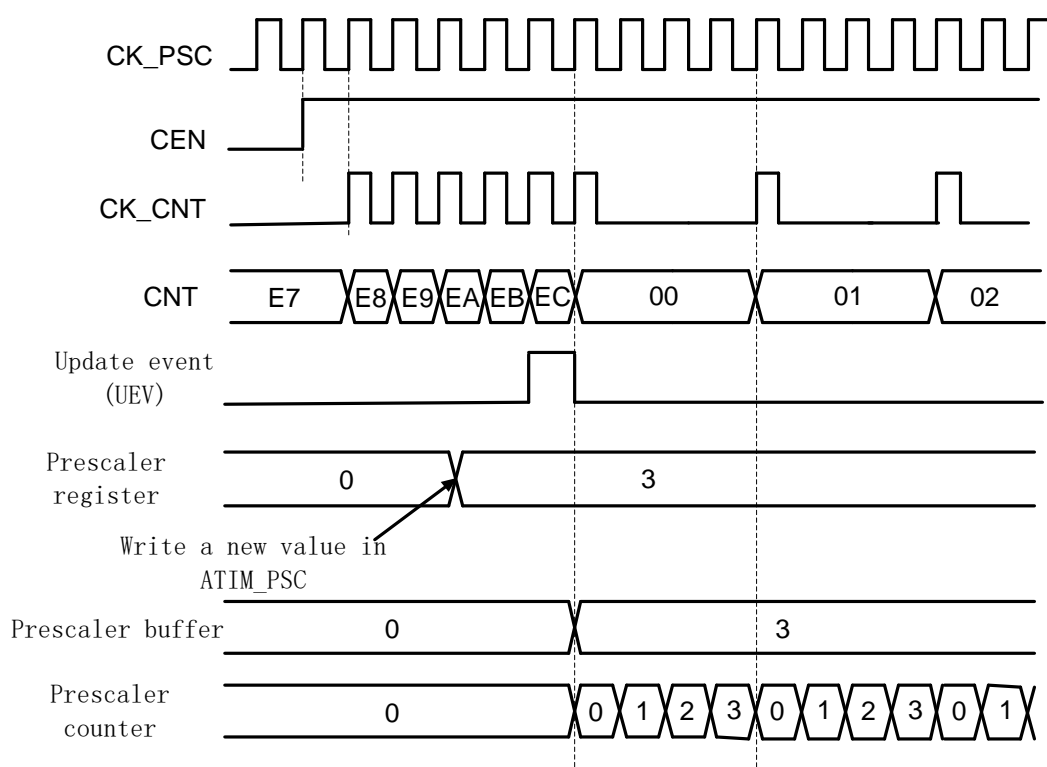 CK_PSC
CEN
CK_CNT
CNT E7 E8 E9 EA EB EC 00 01 02
Update event
(UEV)
Prescaler
register
0 3
Write a new value in
ATIM_PSC
Prescaler buffer 0 3
Prescaler
counter
0 0 1 2 3 0 1 2 3 0 1